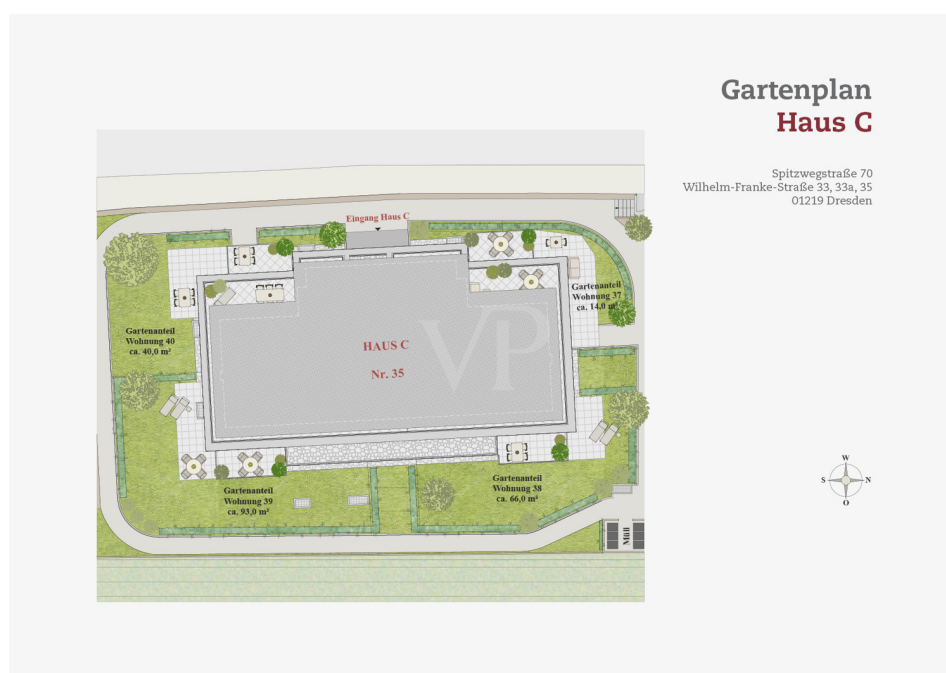 Gartenplan
Haus C
Spitzwegstraße 70
Wilhelm-Franke-Straße 33, 33a, 35
01219 Dresden
Eingang Haus C
Gartenanteil
Wohnung 37
ca. 14,0 m²
Gartenanteil
Wohnung 40
ca. 40,0 m²
HAUS C
Nr. 35
VP
Gartenanteil
Wohnung 39
ca. 93,0 m²
Gartenanteil
Wohnung 38
ca. 66,0 m²
Müll
W
S
N
O